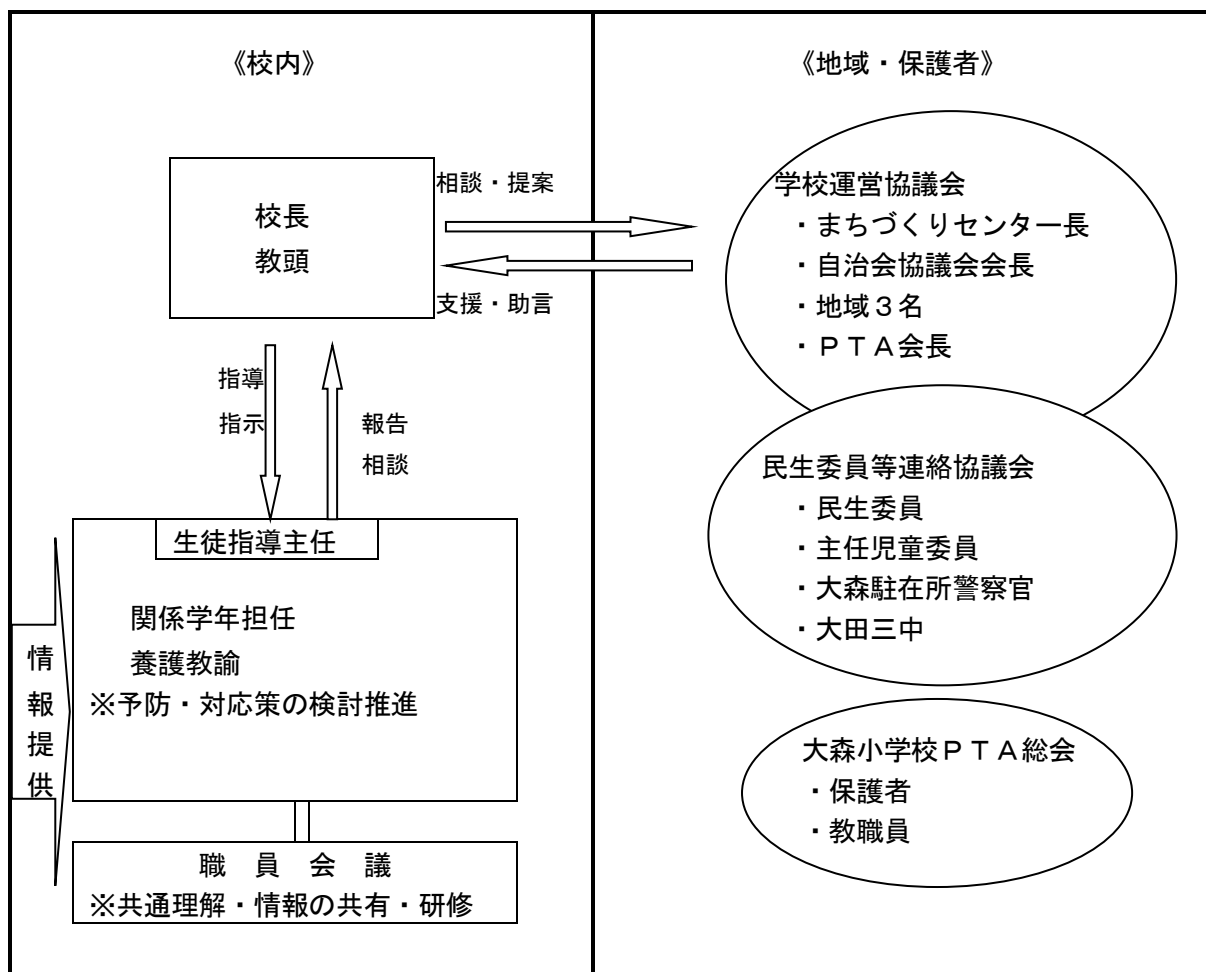 《校内》
校長
教頭
相談・提案
支援・助言
指導
指示
報告
相談
生徒指導主任
関係学年担任
養護教諭
※予防・対応策の検討推進
情報提供
職員会議
※共通理解・情報の共有・研修
《地域・保護者》
学校運営協議会
・まちづくりセンター長
・自治会協議会会長
・地域３名
・ＰＴＡ会長
民生委員等連絡協議会
・民生委員
・主任児童委員
・大森駐在所警察官
・大田三中
大森小学校ＰＴＡ総会
・保護者
・教職員